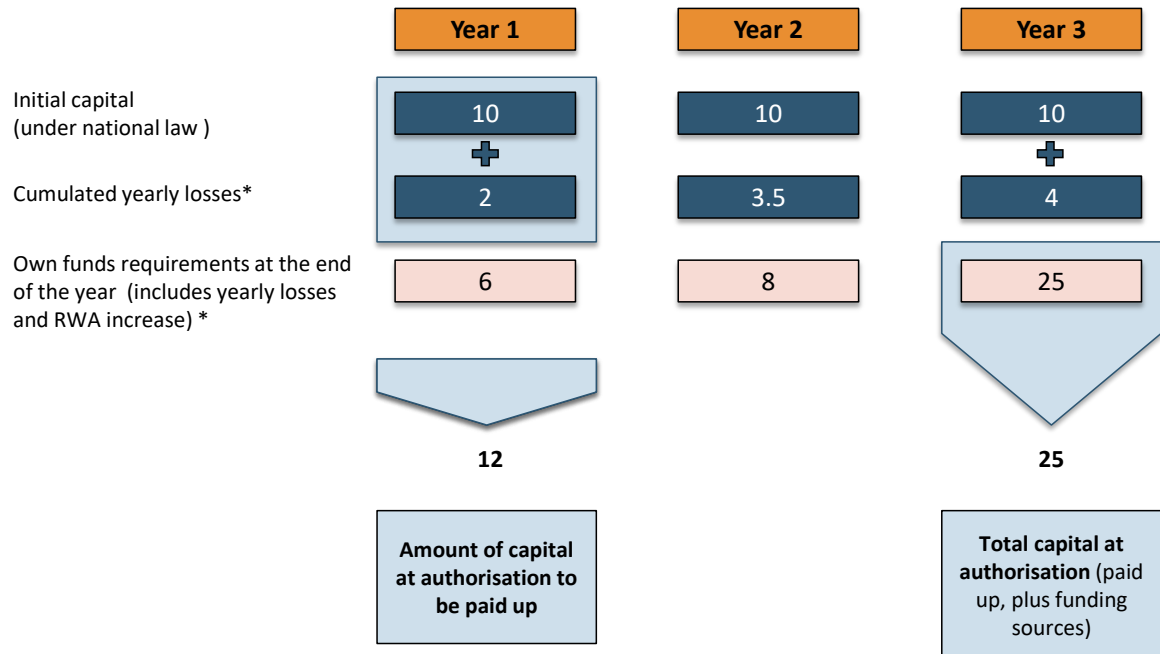 Year 1
Year 2
Year 3
Initial capital
(under national law )
10
10
10
Cumulated yearly losses*
2
3.5
4
Own funds requirements at the end
of the year  (includes yearly losses
and RWA increase) *
6
8
25
12
25
Amount of capital
at authorisation to
be paid up
Total capital at
authorisation (paid
up, plus funding
sources)